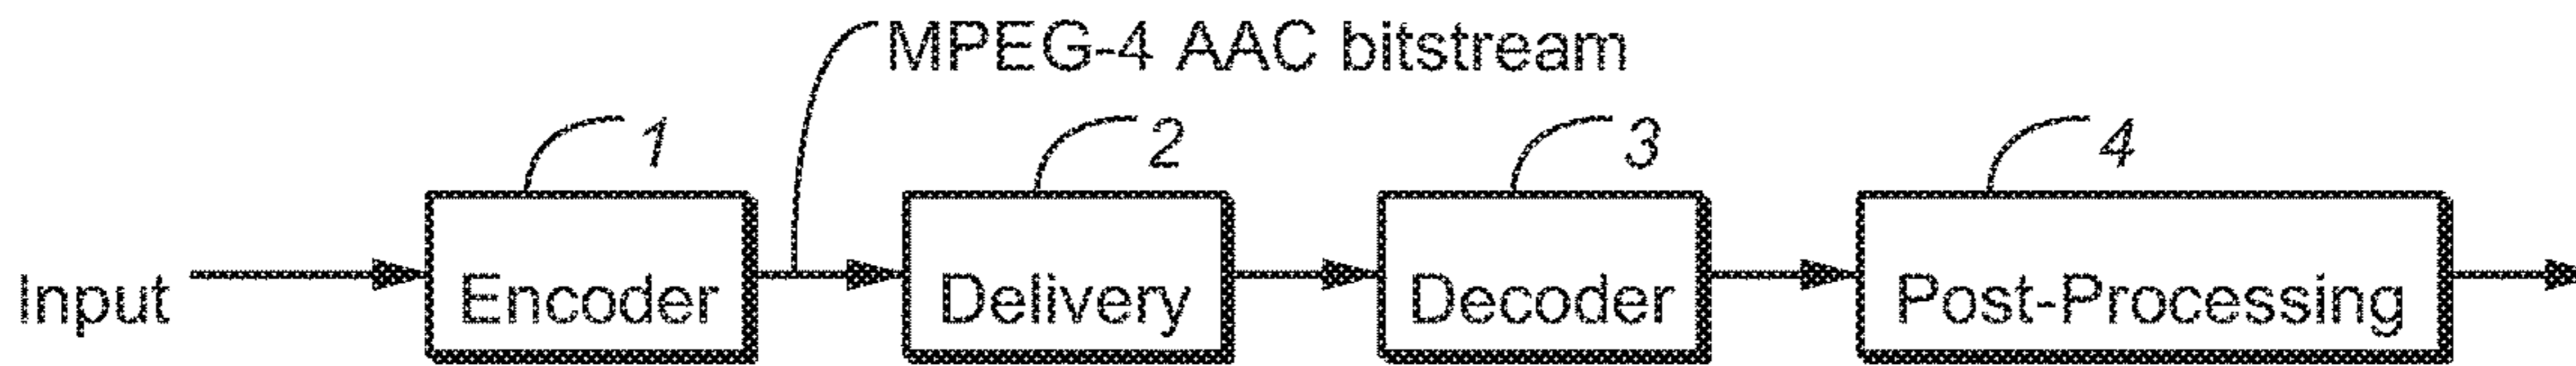 MPEG-4 AAC bitstream
1 2 3 4
Input Encoder Delivery Decoder Post-Processing